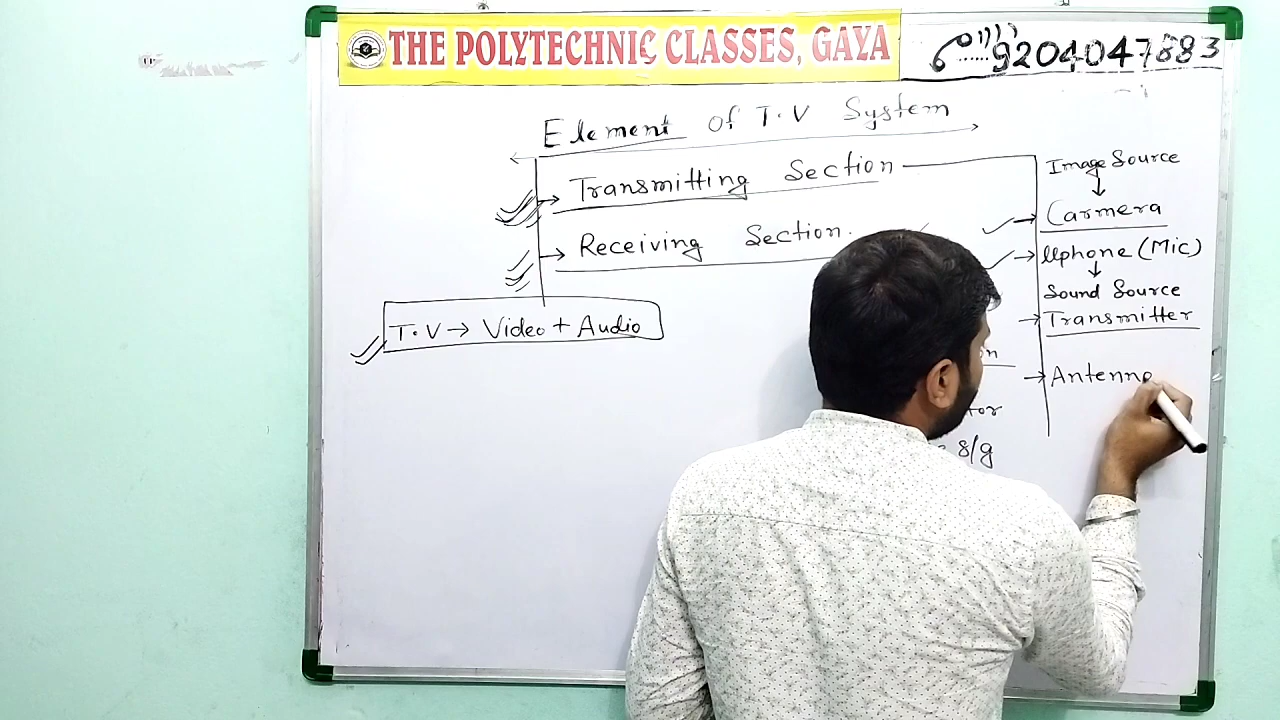 THE POLYTECHNIC CLASSES, GAYA
9204047883
Element of T.V System
Transmitting Section
Receiving Section.
T.V → Video + Audio
Image Source
↓
Carmera
(Mic)
↓
Sound Source
Transmitter
Antenna
s/g